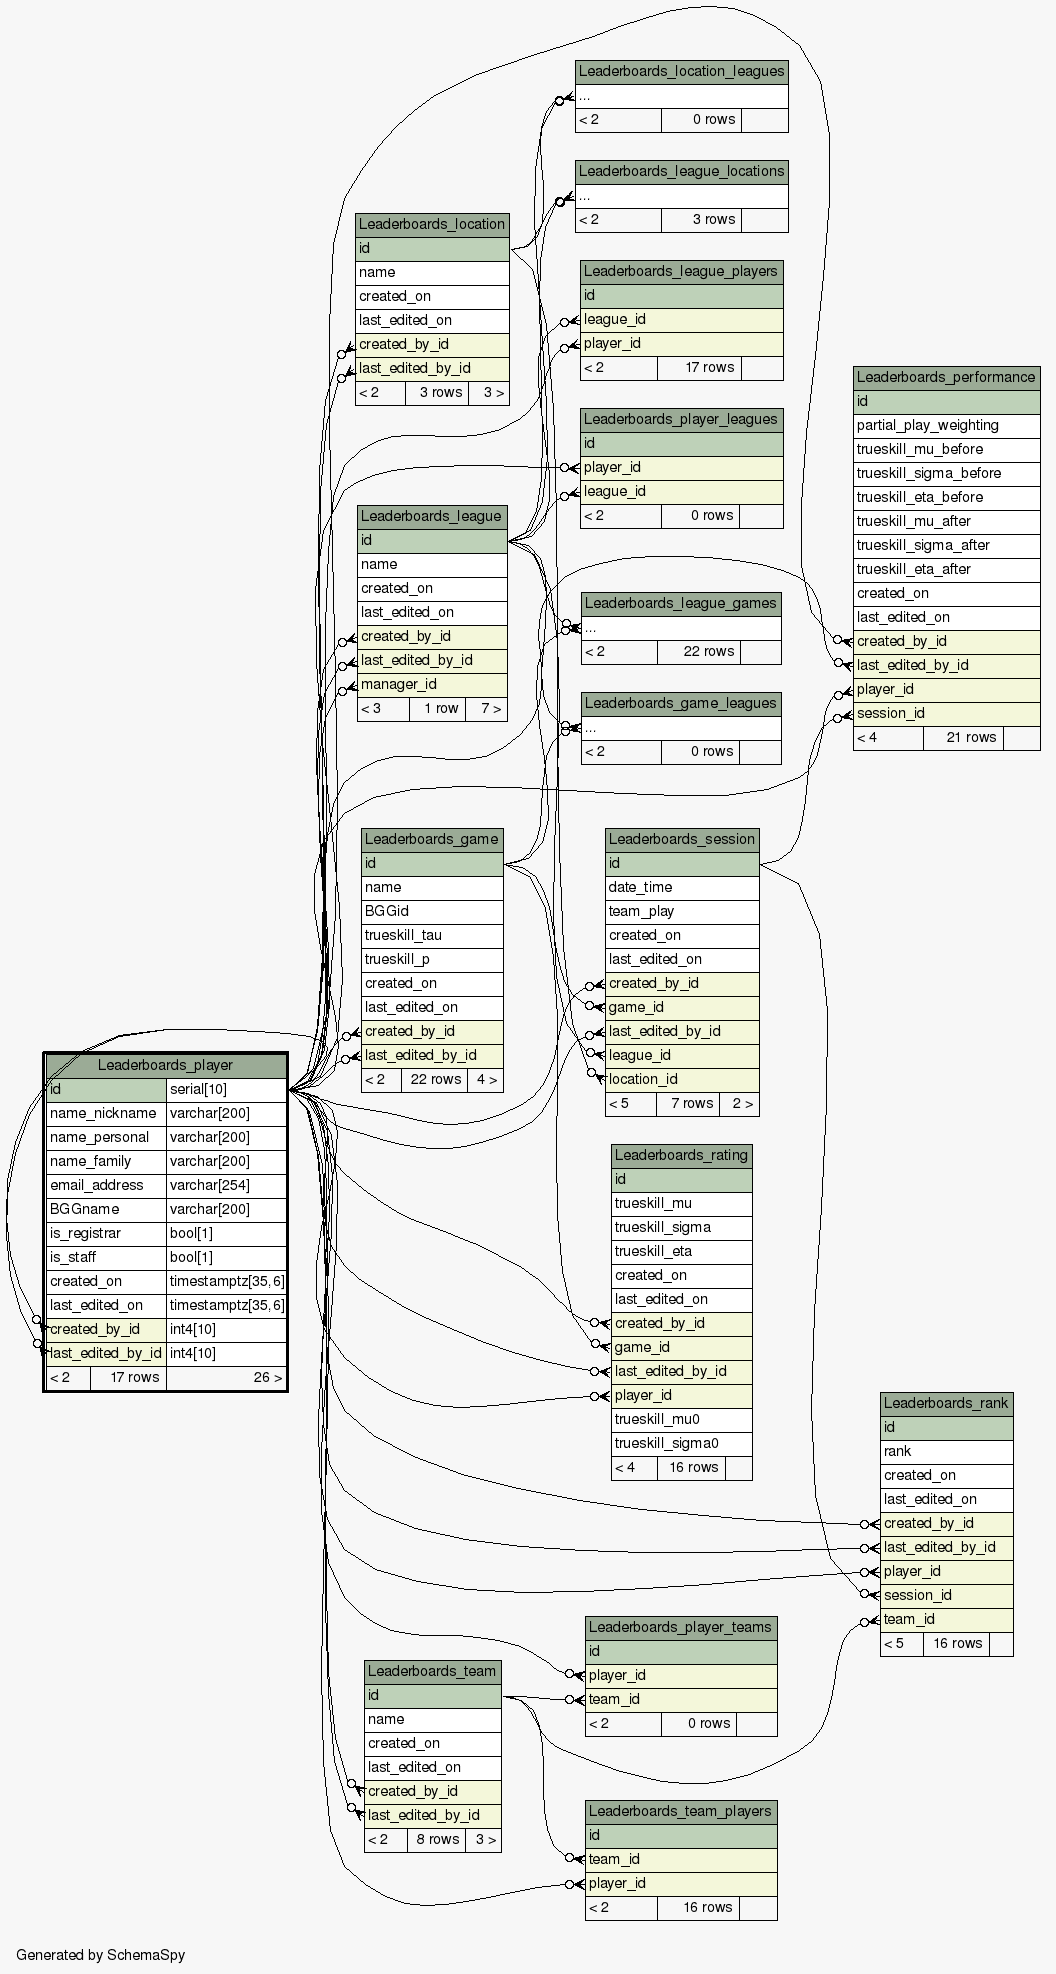 Leaderboards_location_leagues
...
< 2 0 rows
Leaderboards_league_locations
...
< 2 3 rows
Leaderboards_location
id
name
created_on
last_edited_on
created_by_id
last_edited_by_id
< 2 3 rows 3 >
Leaderboards_league_players
id
league_id
player_id
< 2 17 rows
Leaderboards_player_leagues
id
player_id
league_id
< 2 0 rows
Leaderboards_performance
id
partial_play_weighting
trueskill_mu_before
trueskill_sigma_before
trueskill_eta_before
trueskill_mu_after
trueskill_sigma_after
trueskill_eta_after
created_on
last_edited_on
created_by_id
last_edited_by_id
player_id
session_id
< 4 21 rows
Leaderboards_league
id
name
created_on
last_edited_on
created_by_id
last_edited_by_id
manager_id
< 3 1 row 7 >
Leaderboards_league_games
...
< 2 22 rows
Leaderboards_game_leagues
...
< 2 0 rows
Leaderboards_game
id
name
BGGid
trueskill_tau
trueskill_p
created_on
last_edited_on
created_by_id
last_edited_by_id
< 2 22 rows 4 >
Leaderboards_session
id
date_time
team_play
created_on
last_edited_on
created_by_id
game_id
last_edited_by_id
league_id
location_id
< 5 7 rows 2 >
Leaderboards_player
id serial[10]
name_nickname varchar[200]
name_personal varchar[200]
name_family varchar[200]
email_address varchar[254]
BGGname varchar[200]
is_registrar bool[1]
is_staff bool[1]
created_on timestamptz[35,6]
last_edited_on timestamptz[35,6]
created_by_id int4[10]
last_edited_by_id int4[10]
< 2 17 rows 26 >
Leaderboards_rating
id
trueskill_mu
trueskill_sigma
trueskill_eta
created_on
last_edited_on
created_by_id
game_id
last_edited_by_id
player_id
trueskill_mu0
trueskill_sigma0
< 4 16 rows
Leaderboards_rank
id
rank
created_on
last_edited_on
created_by_id
last_edited_by_id
player_id
session_id
team_id
< 5 16 rows
Leaderboards_player_teams
id
player_id
team_id
< 2 0 rows
Leaderboards_team
id
name
created_on
last_edited_on
created_by_id
last_edited_by_id
< 2 8 rows 3 >
Leaderboards_team_players
id
team_id
player_id
< 2 16 rows
Generated by SchemaSpy